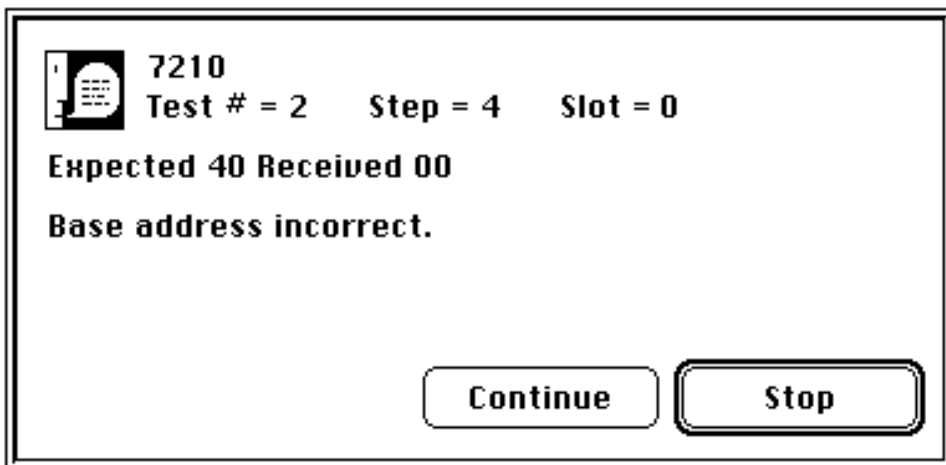 7210
Test # = 2 Step = 4 Slot = 0
Expected 40 Received 00
Base address incorrect.
Continue Stop